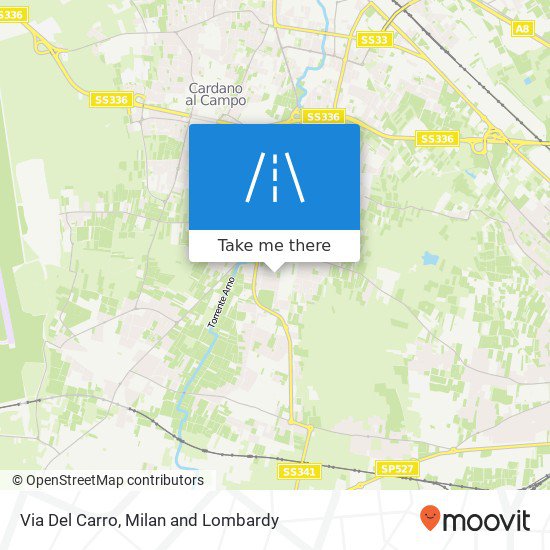 SS336
A8
SS33
Cardano
al Campo
SS336
SS336
SS336
Take me there
Torrente Arno
SS341
SP527
© OpenStreetMap contributors
Via Del Carro, Milan and Lombardy
moovit